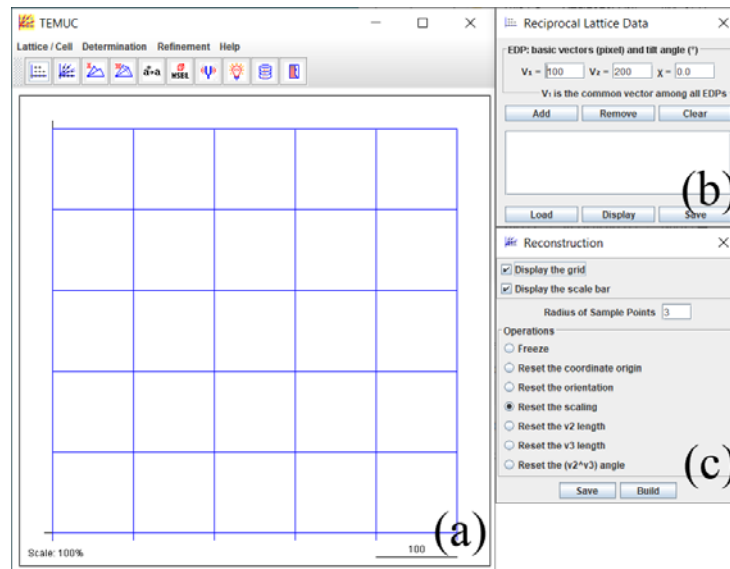 TEMUC
Lattice / Cell Determination Refinement Help
a*→a
NSEL
Scale: 100%
100
(a)
Reciprocal Lattice Data
EDP: basic vectors (pixel) and tilt angle (°)
V₁ = 100 V₂ = 200 χ = 0.0
V₁ is the common vector among all EDPs
Add Remove Clear
(b)
Load Display Save
Reconstruction
Display the grid
Display the scale bar
Radius of Sample Points 3
Operations
Freeze
Reset the coordinate origin
Reset the orientation
Reset the scaling
Reset the v2 length
Reset the v3 length
Reset the (v2^v3) angle
(c)
Save Build